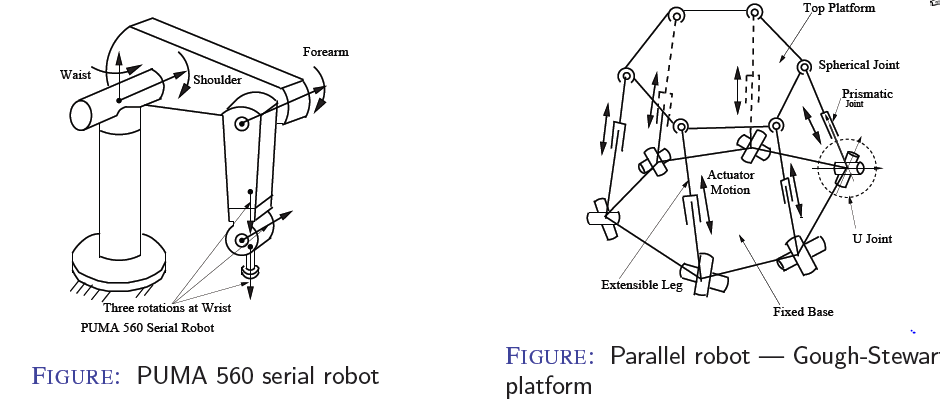 Waist
Shoulder
Forearm
Three rotations at Wrist
PUMA 560 Serial Robot
FIGURE: PUMA 560 serial robot
Top Platform
Spherical Joint
Prismatic
Joint
Actuator
Motion
U Joint
Extensible Leg
Fixed Base
FIGURE: Parallel robot — Gough-Stewar
platform